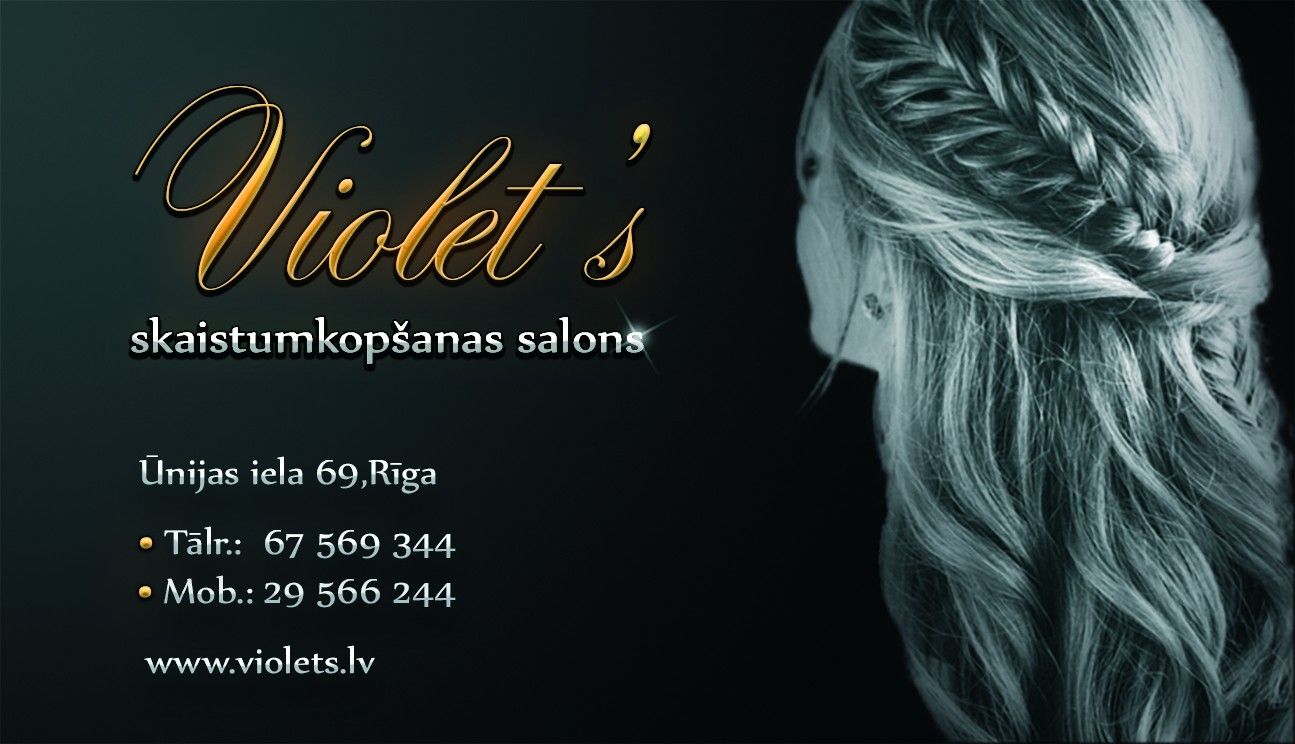 Violet's
skaistumkopšanas salons
Ūnijas iela 69,Rīga
• Tālr.: 67 569 344
• Mob.: 29 566 244
www.violets.lv